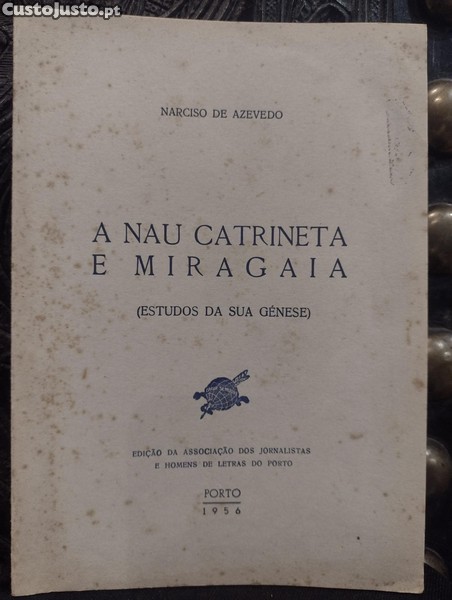 CustoJusto.pt
NARCISO DE AZEVEDO
A NAU CATRINETA
E MIRAGAIA
(ESTUDOS DA SUA GÉNESE)
EDIÇÃO DA ASSOCIAÇÃO DOS JORNALISTAS
E HOMENS DE LETRAS DO PORTO
PORTO
1956